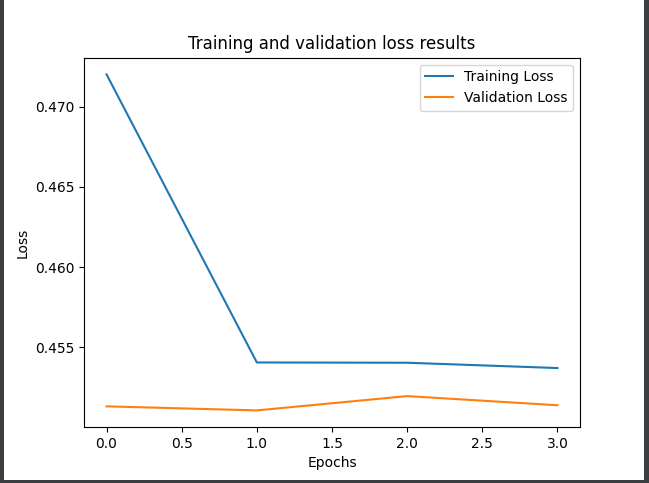 Training and validation loss results
Training Loss
Validation Loss
0.470
0.465
0.460
0.455
Loss
0.0 0.5 1.0 1.5 2.0 2.5 3.0
Epochs